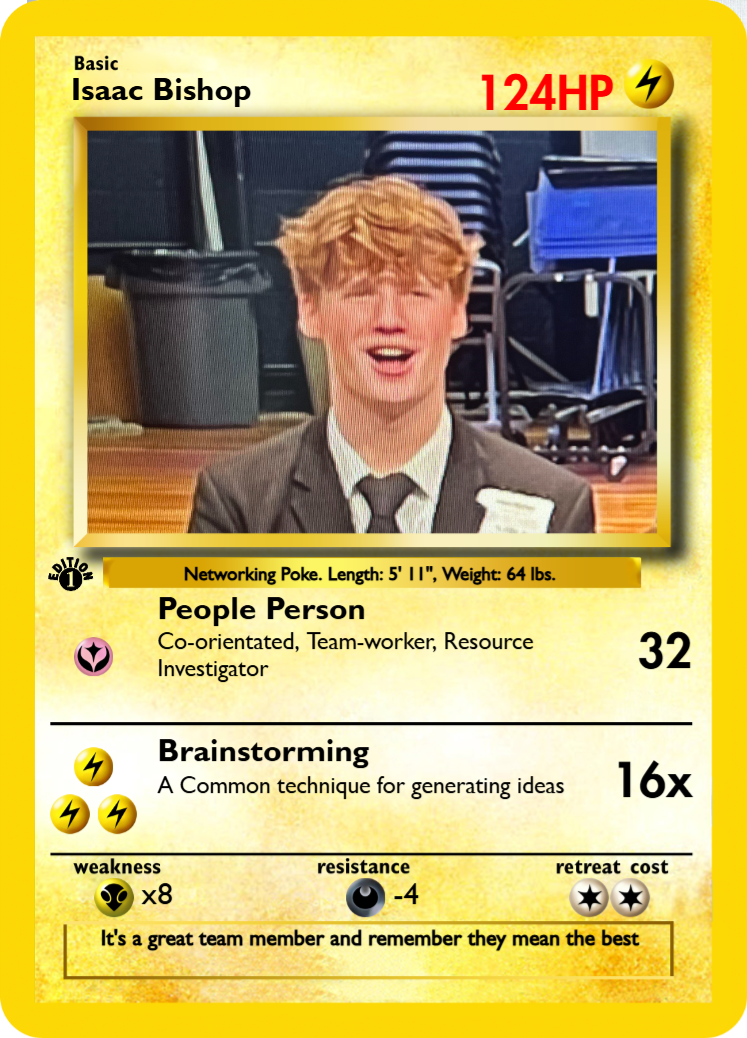 Basic
Isaac Bishop
124HP
EDITION
1
Networking Poke. Length: 5' 11", Weight: 64 lbs.
People Person
Co-orientated, Team-worker, Resource
Investigator
32
Brainstorming
A Common technique for generating ideas
16x
weakness
resistance
retreat cost
x8
-4
It's a great team member and remember they mean the best